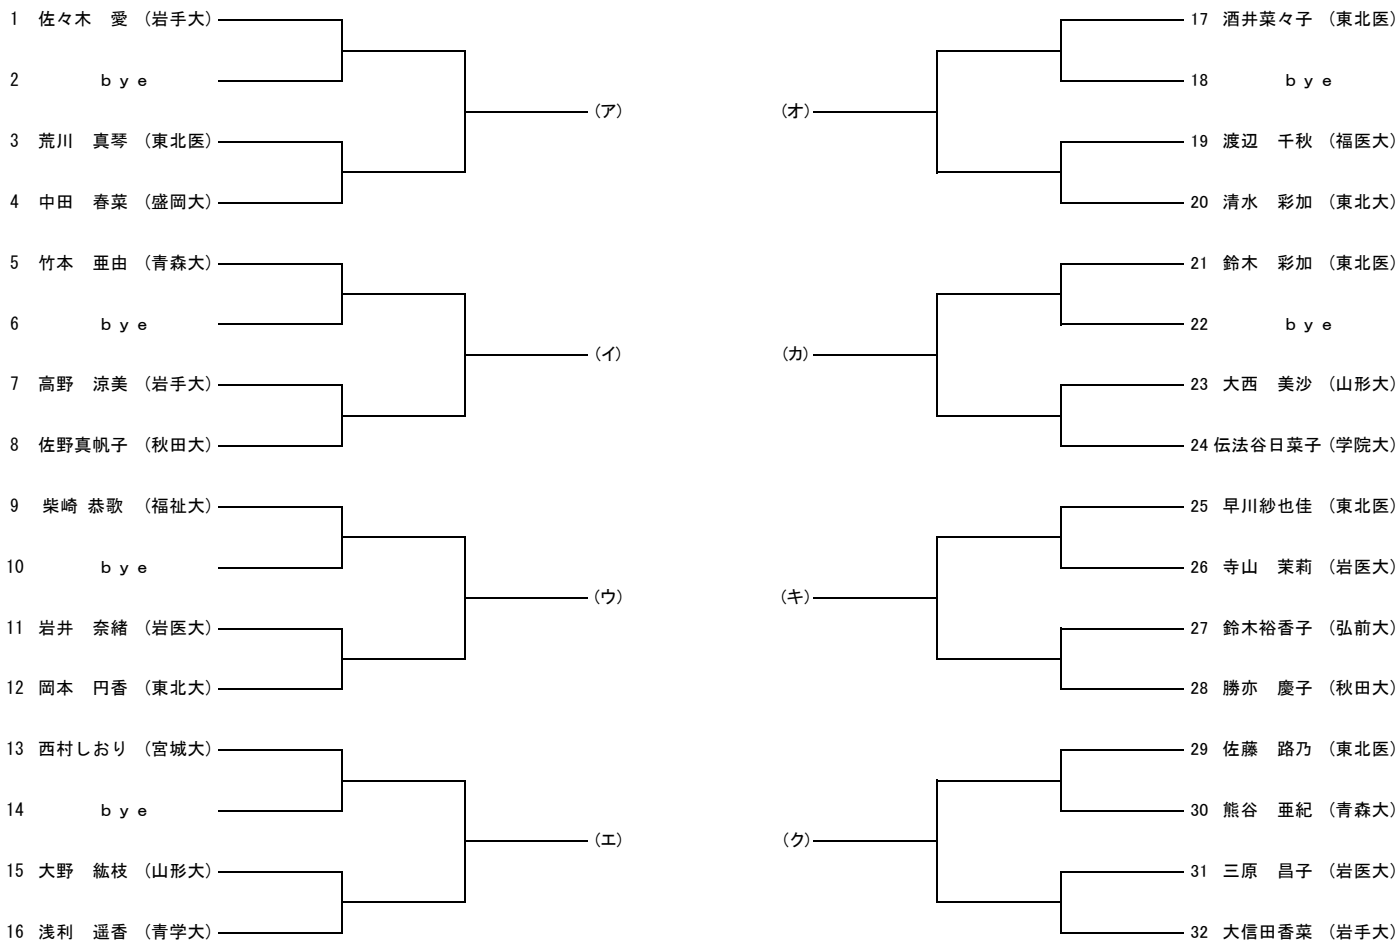 1 佐々木 愛 (岩手大)
2 bye
3 荒川 真琴 (東北医)
4 中田 春菜 (盛岡大)
(ア)
5 竹本 亜由 (青森大)
6 bye
7 高野 涼美 (岩手大)
8 佐野真帆子 (秋田大)
(イ)
9 柴崎 恭歌 (福祉大)
10 bye
11 岩井 奈緒 (岩医大)
12 岡本 円香 (東北大)
(ウ)
13 西村しおり (宮城大)
14 bye
15 大野 紘枝 (山形大)
16 浅利 遥香 (青学大)
(エ)
17 酒井菜々子 (東北医)
18 bye
19 渡辺 千秋 (福医大)
20 清水 彩加 (東北大)
(オ)
21 鈴木 彩加 (東北医)
22 bye
23 大西 美沙 (山形大)
24 伝法谷日菜子 (学院大)
(カ)
25 早川紗也佳 (東北医)
26 寺山 茉莉 (岩医大)
27 鈴木裕香子 (弘前大)
28 勝亦 慶子 (秋田大)
(キ)
29 佐藤 路乃 (東北医)
30 熊谷 亜紀 (青森大)
31 三原 昌子 (岩医大)
32 大信田香菜 (岩手大)
(ク)